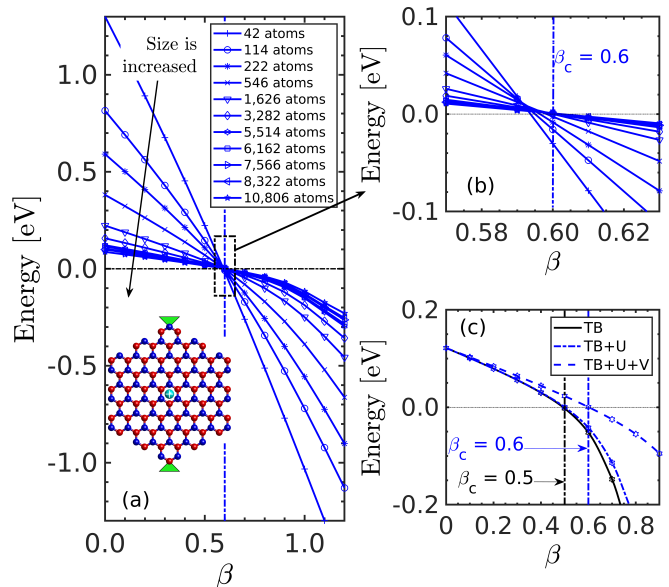 Energy [eV]
1.0
0.5
0.0
-0.5
-1.0
Size is
increased
42 atoms
114 atoms
222 atoms
546 atoms
1,626 atoms
3,282 atoms
5,514 atoms
6,162 atoms
7,566 atoms
8,322 atoms
10,806 atoms
(a)
0.0 0.5 1.0
β
Energy [eV]
0.1
0.0
-0.1
βc = 0.6
(b)
0.58 0.60 0.62
β
Energy [eV]
0.2
0.0
-0.2
(c)
TB
TB+U
TB+U+V
βc = 0.6
βc = 0.5
0 0.2 0.4 0.6 0.8
β